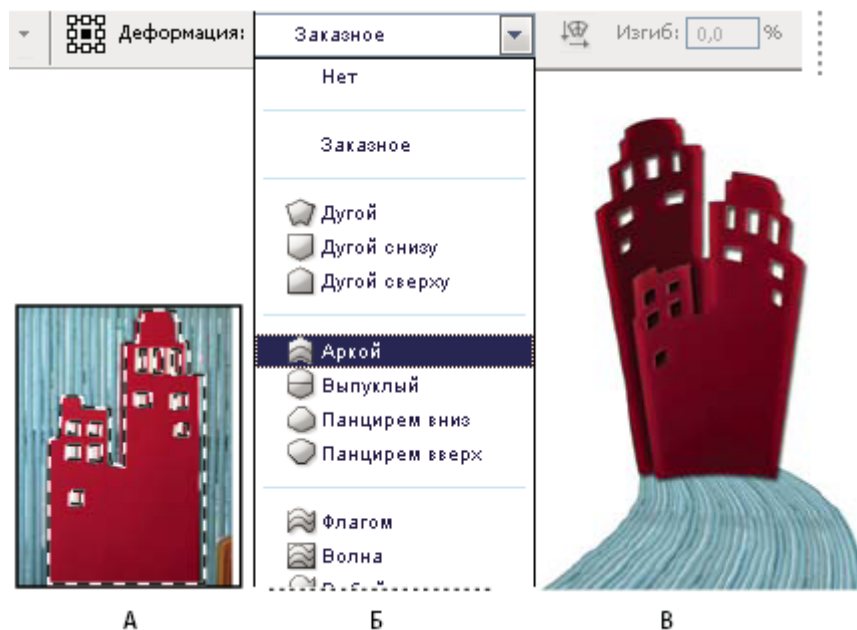 Деформация: Заказное Изгиб: 0,0 %
Нет
Заказное
Дугой
Дугой снизу
Дугой сверху
Аркой
Выпуклый
Панцирем вниз
Панцирем вверх
Флагом
Волна
А Б В